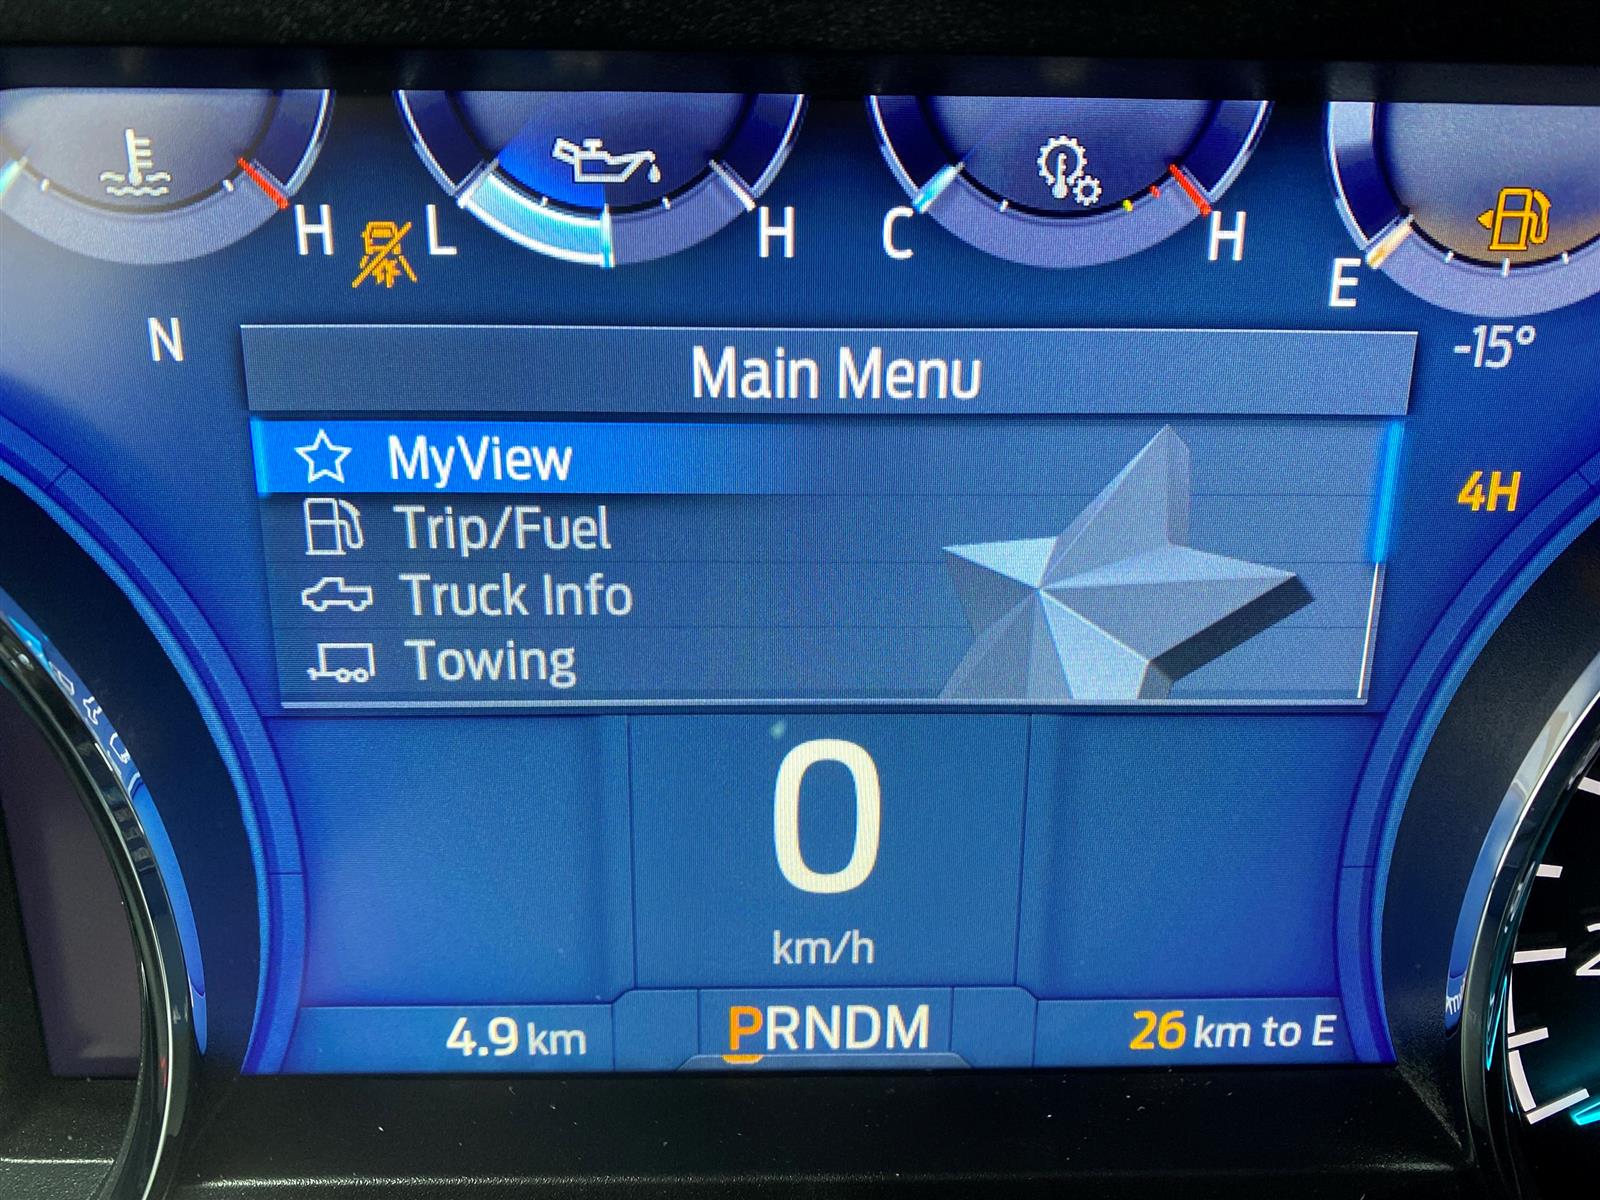 H
L
H
C
H
E
N
-15°
Main Menu
MyView
4H
Trip/Fuel
Truck Info
Towing
0
km/h
4.9 km
PRNDM
26 km to E
2